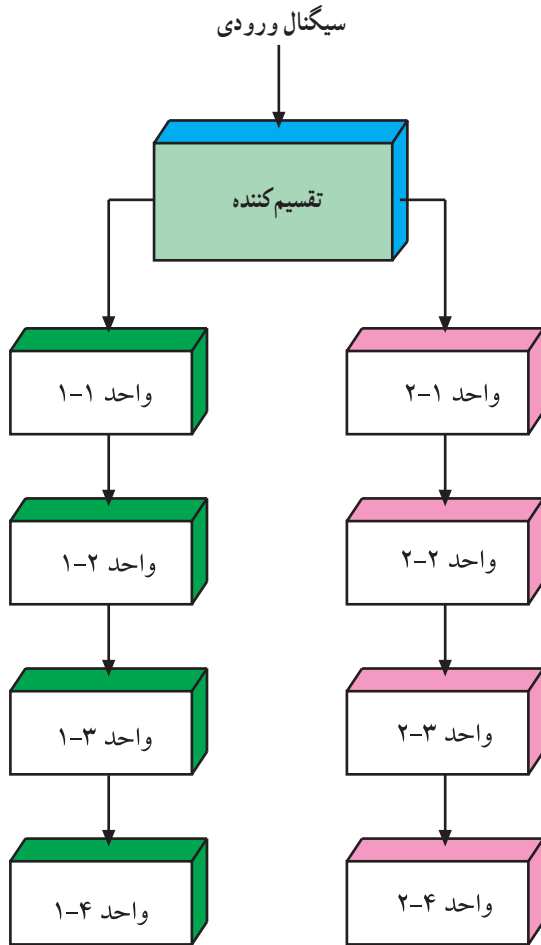 سیگنال ورودی
تقسیم‌کننده
واحد ۱-۱
واحد ۱-۲
واحد ۲-۱
واحد ۲-۲
واحد ۳-۱
واحد ۳-۲
واحد ۴-۱
واحد ۴-۲